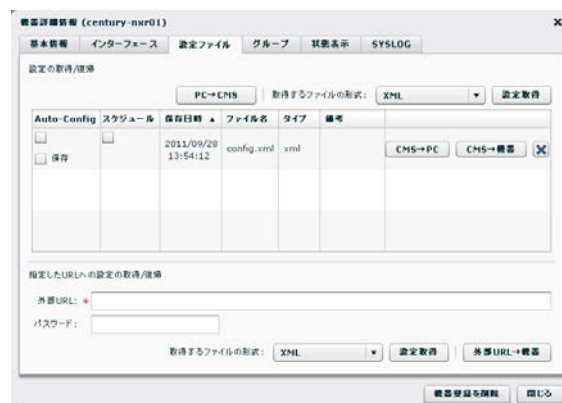 機器詳細情報 (century-nxr01)
基本情報 インターフェース 設定ファイル グループ 状態表示 SYSLOG
設定の取得/復帰
PC→CMS 取得するファイルの形式: XML 設定取得
Auto-Config スケジュール 保存日時 ▲ ファイル名 タイプ 備考
保存 2011/09/20 13:54:12 config.xml xml CMS→PC CMS→機器
指定したURLへの設定の取得/復帰
外部URL: *
パスワード:
取得するファイルの形式: XML 設定取得 外部URL→機器
機器登録を削除 閉じる